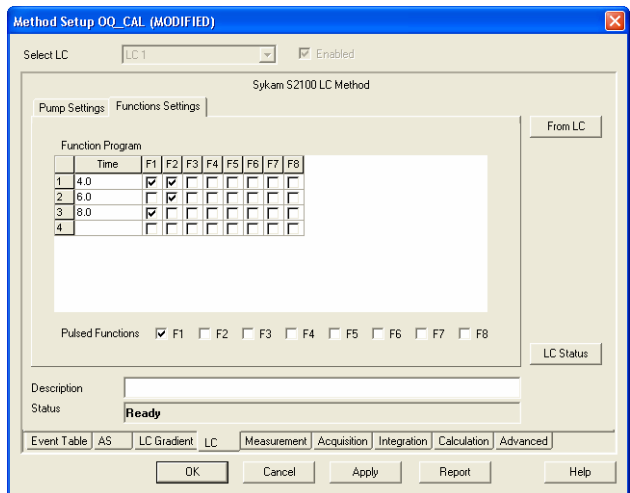 Method Setup OQ_CAL (MODIFIED)
Select LC LC 1 Enabled
Sykam S2100 LC Method
Pump Settings Functions Settings
From LC
Function Program
Time F1 F2 F3 F4 F5 F6 F7 F8
1 4.0
2 6.0
3 8.0
4
Pulsed Functions F1 F2 F3 F4 F5 F6 F7 F8
LC Status
Description
Status Ready
Event Table AS LC Gradient LC Measurement Acquisition Integration Calculation Advanced
OK Cancel Apply Report Help